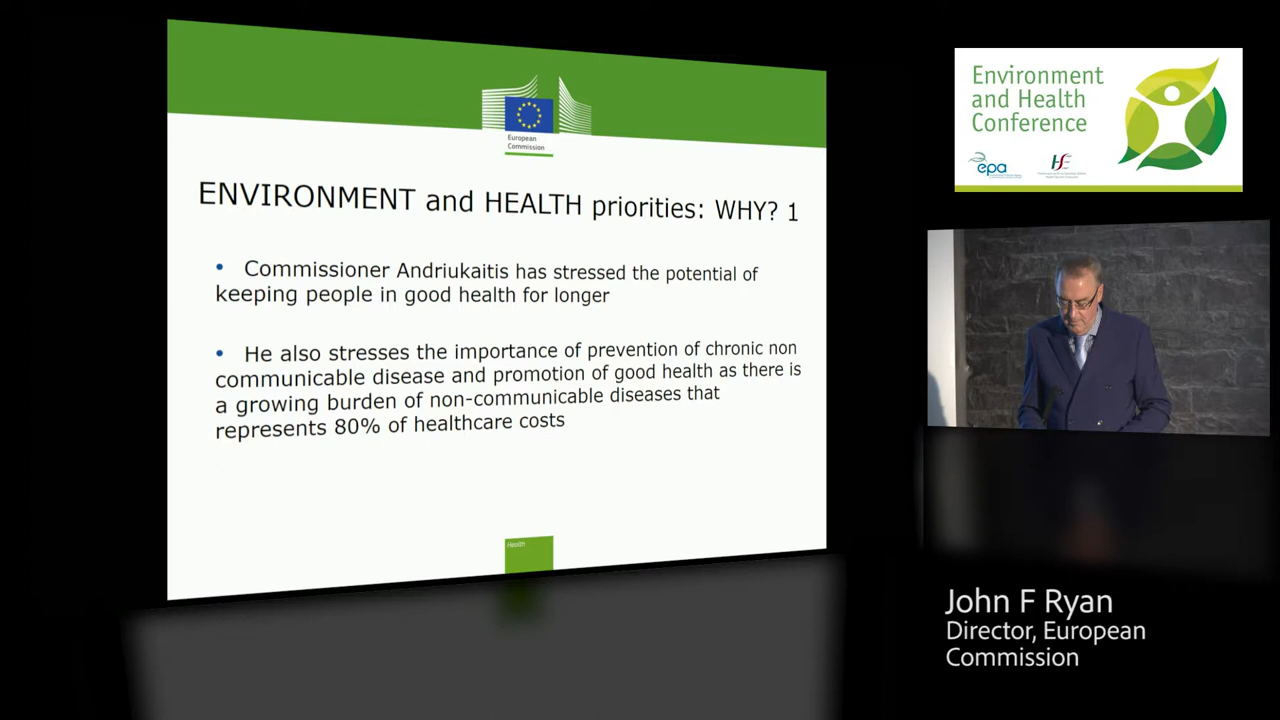 European
Commission
ENVIRONMENT and HEALTH priorities: WHY? 1
• Commissioner Andriukaitis has stressed the potential of
keeping people in good health for longer
• He also stresses the importance of prevention of chronic non
communicable disease and promotion of good health as there is
a growing burden of non-communicable diseases that
represents 80% of healthcare costs
Health
Environment
and Health
Conference
epa
John F Ryan
Director, European
Commission